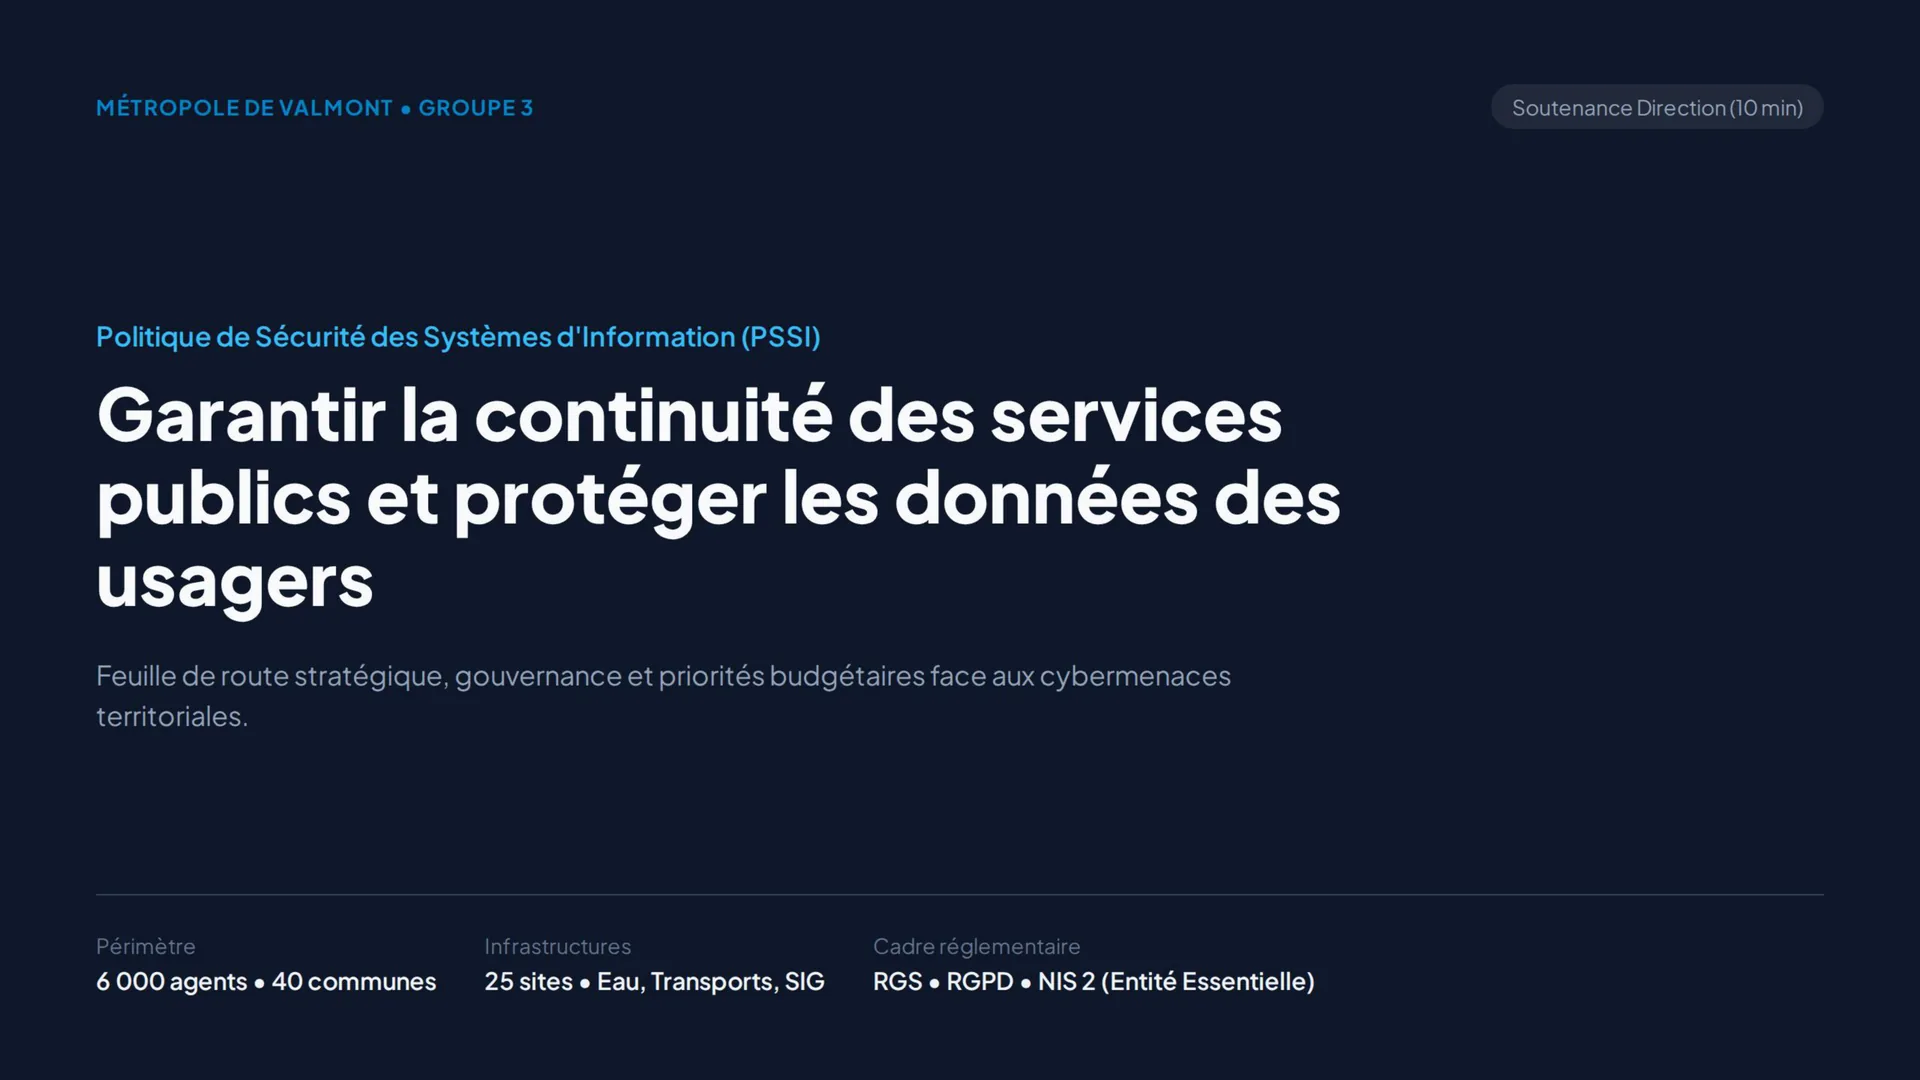 MÉTROPOLE DE VALMONT • GROUPE 3
Soutenance Direction (10 min)
Politique de Sécurité des Systèmes d'Information (PSSI)
Garantir la continuité des services
publics et protéger les données des
usagers
Feuille de route stratégique, gouvernance et priorités budgétaires face aux cybermenaces
territoriales.
Périmètre
6 000 agents • 40 communes
Infrastructures
25 sites • Eau, Transports, SIG
Cadre réglementaire
RGS • RGPD • NIS 2 (Entité Essentielle)